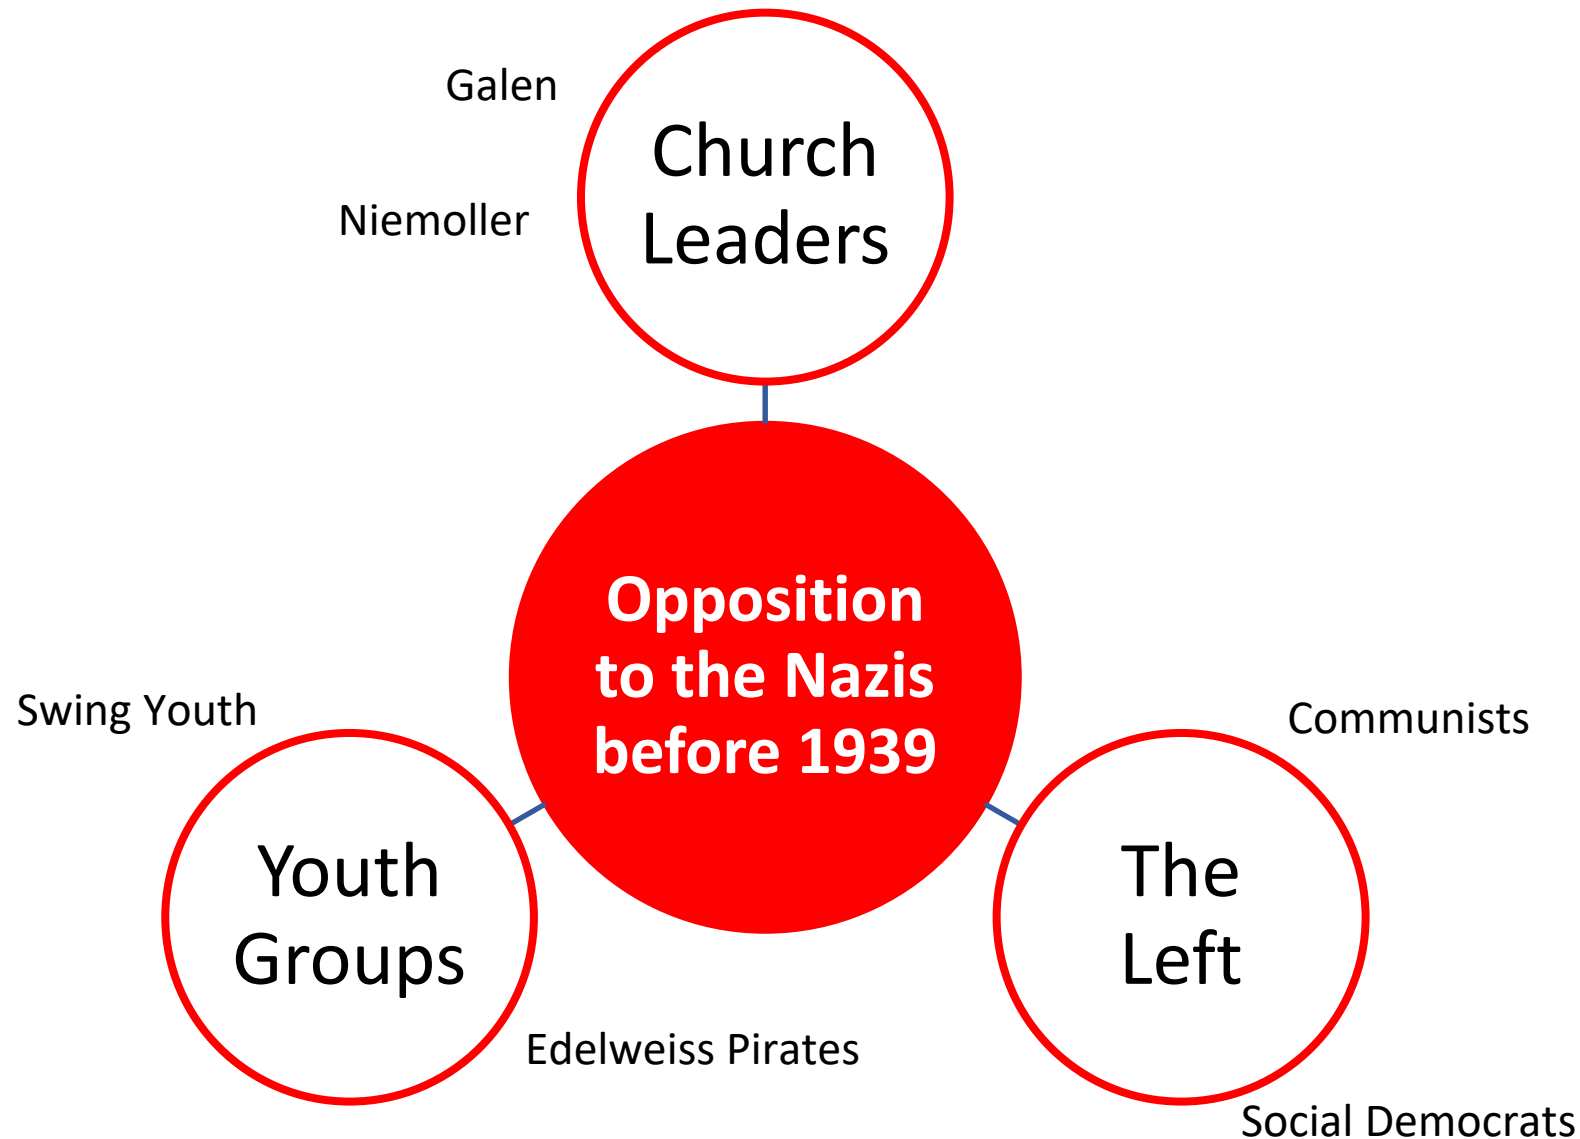 Galen
Church
Leaders
Niemoller
Opposition
to the Nazis
before 1939
Swing Youth
Youth
Groups
Edelweiss Pirates
Communists
The
Left
Social Democrats